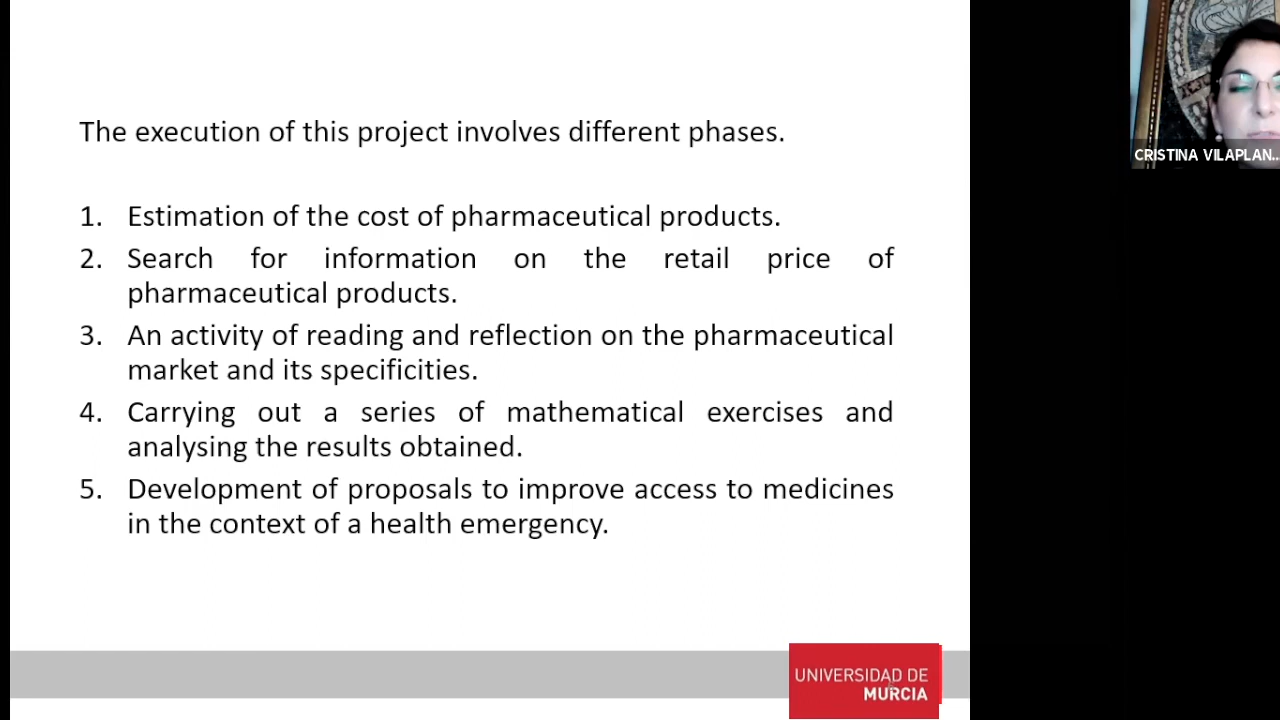 The execution of this project involves different phases.
1. Estimation of the cost of pharmaceutical products.
2. Search for information on the retail price of
pharmaceutical products.
3. An activity of reading and reflection on the pharmaceutical
market and its specificities.
4. Carrying out a series of mathematical exercises and
analysing the results obtained.
5. Development of proposals to improve access to medicines
in the context of a health emergency.
CRISTINA VILAPLAN...
UNIVERSIDAD DE
MURCIA